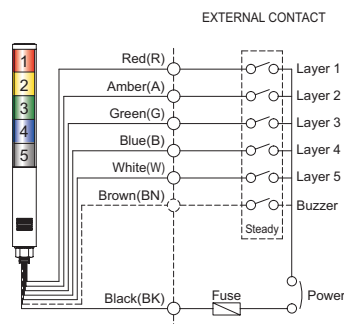 EXTERNAL CONTACT
1
2
3
4
5
Red(R)
Layer 1
Amber(A)
Layer 2
Green(G)
Layer 3
Blue(B)
Layer 4
White(W)
Layer 5
Brown(BN)
Buzzer
Steady
Black(BK)
Fuse
Power